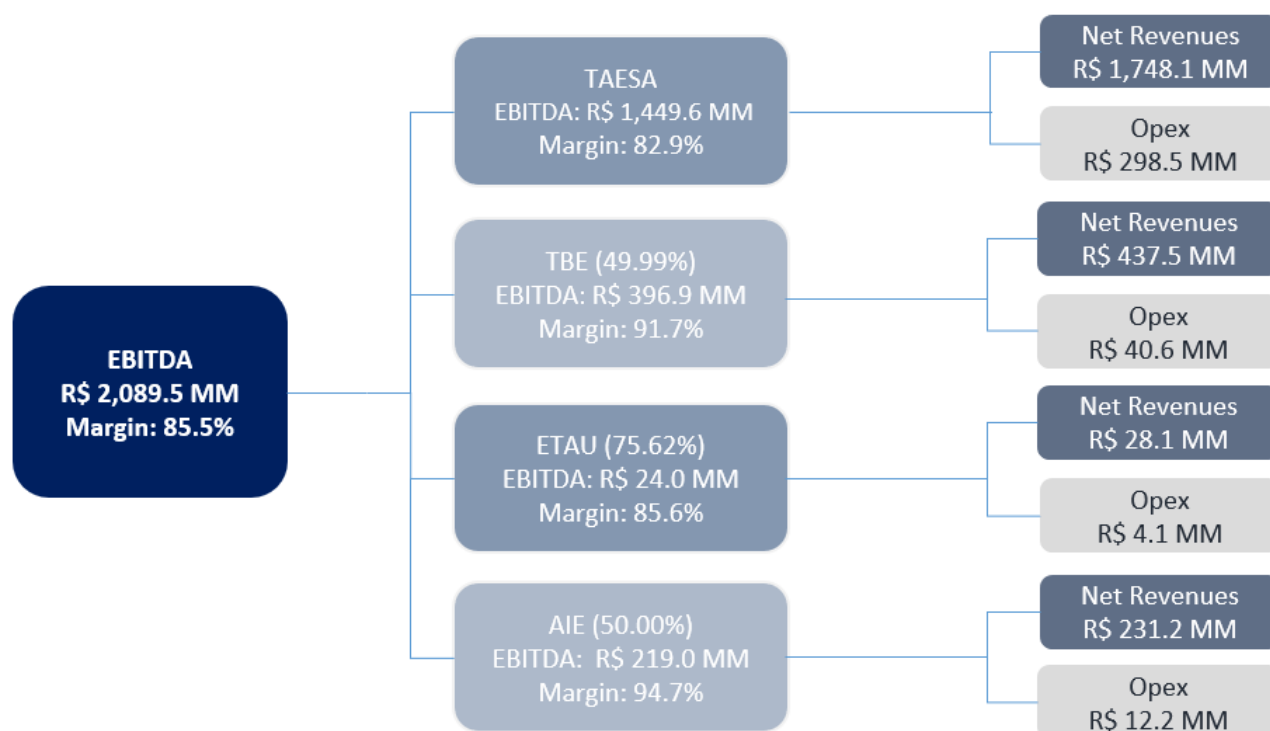 EBITDA
R$ 2,089.5 MM
Margin: 85.5%
TAESA
EBITDA: R$ 1,449.6 MM
Margin: 82.9%
Net Revenues
R$ 1,748.1 MM
Opex
R$ 298.5 MM
TBE (49.99%)
EBITDA: R$ 396.9 MM
Margin: 91.7%
Net Revenues
R$ 437.5 MM
Opex
R$ 40.6 MM
ETAU (75.62%)
EBITDA: R$ 24.0 MM
Margin: 85.6%
Net Revenues
R$ 28.1 MM
Opex
R$ 4.1 MM
AIE (50.00%)
EBITDA: R$ 219.0 MM
Margin: 94.7%
Net Revenues
R$ 231.2 MM
Opex
R$ 12.2 MM